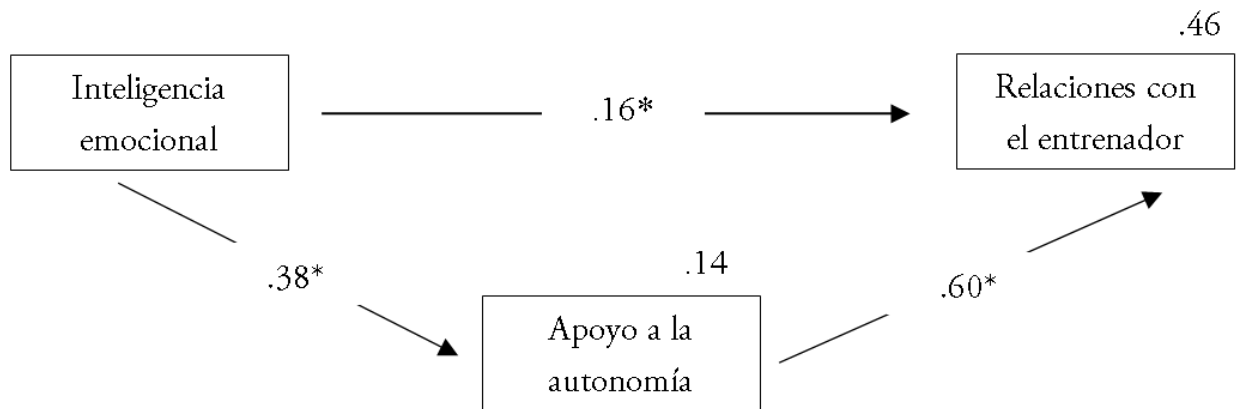 .46
Inteligencia
emocional
.16*
Relaciones con
el entrenador
.38*
.14
.60*
Apoyo a la
autonomía